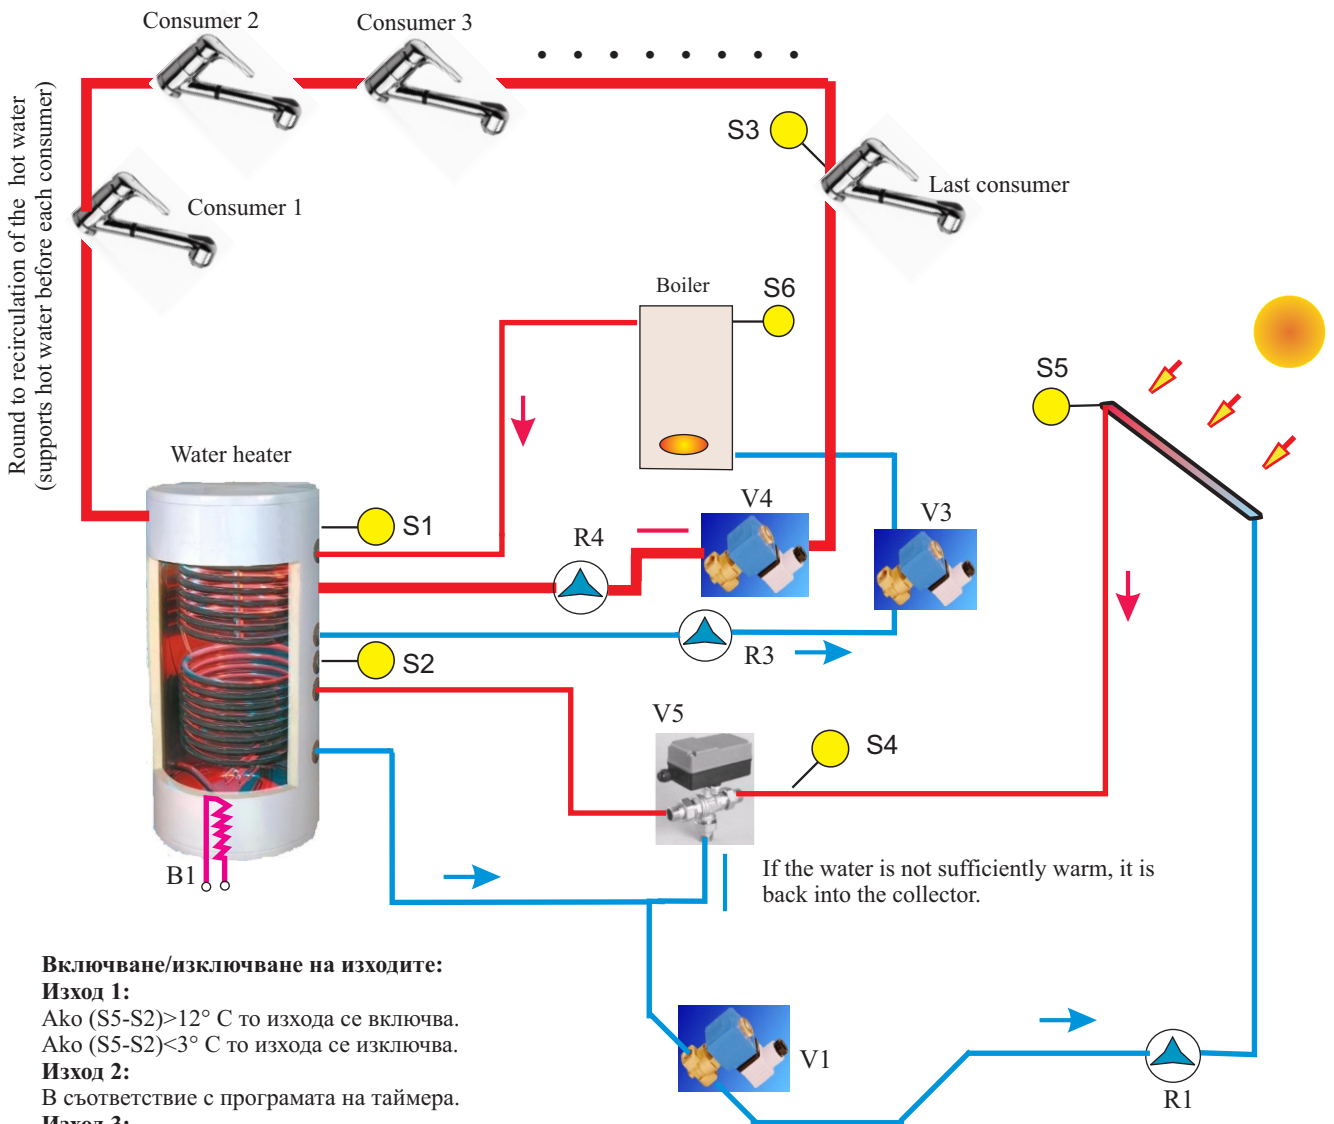 Consumer 2
Consumer 3
Round to recirculation of the hot water
(supports hot water before each consumer)
S3
Last consumer
Consumer 1
Boiler
S6
S5
Water heater
S1
V4
V3
R4
S2
R3
V5
S4
B1
If the water is not sufficiently warm, it is
back into the collector.
Включване/изключване на изходите:
Изход 1:
Ако (S5-S2)>12° C то изхода се включва.
Ако (S5-S2)<3° C то изхода се изключва.
Изход 2:
В съответствие с програмата на таймера.
Изход 3:
V1
R1